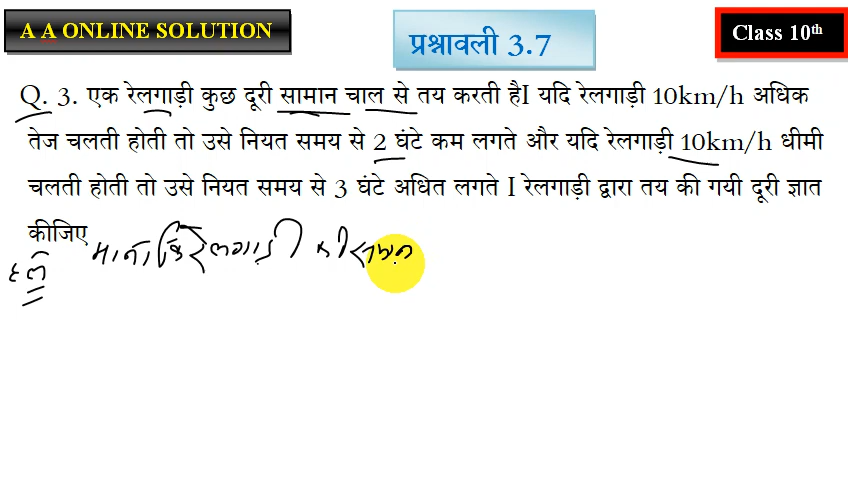 A A ONLINE SOLUTION
प्रश्नावली 3.7
Class 10th
Q. 3. एक रेलगाड़ी कुछ दूरी सामान चाल से तय करती हैI यदि रेलगाड़ी 10km/h अधिक
तेज चलती होती तो उसे नियत समय से 2 घंटे कम लगते और यदि रेलगाड़ी 10km/h धीमी
चलती होती तो उसे नियत समय से 3 घंटे अधित लगते I रेलगाड़ी द्वारा तय की गयी दूरी ज्ञात
कीजिए
हल माना कि रेलगाड़ी की